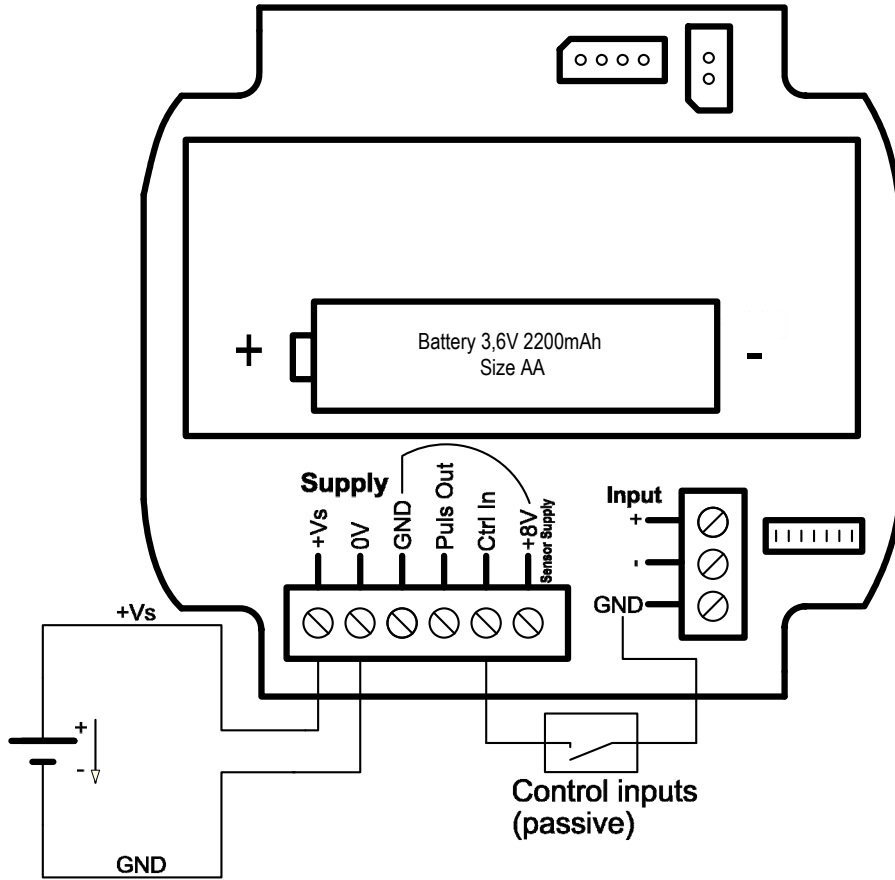 +
Battery 3,6V 2200mAh
Size AA
-
Supply
+Vs
0V
GND
Puls Out
Ctrl In
+8V
Sensor Supply
Input
+
-
GND
+Vs
+
-
GND
Control inputs
(passive)